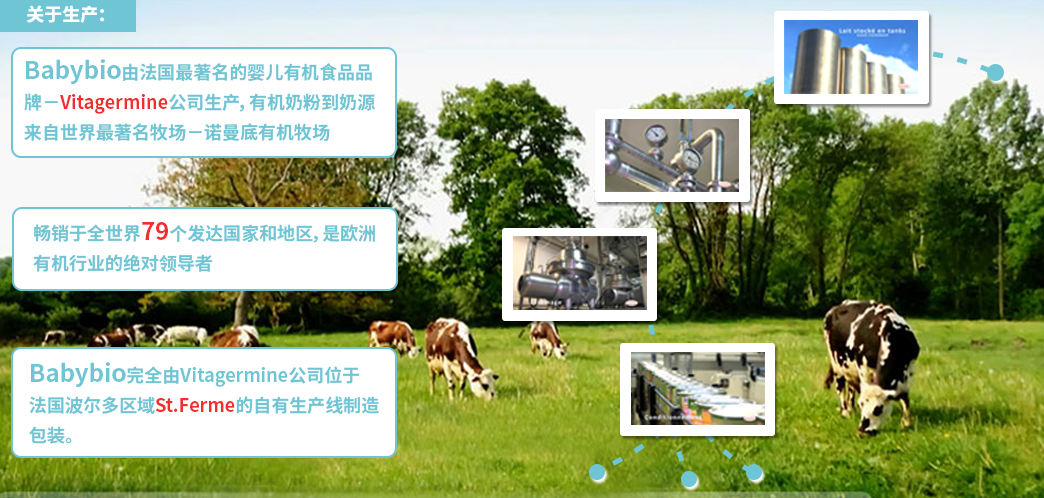 关于生产:
Babybio由法国最著名的婴儿有机食品品
牌－Vitagermine公司生产, 有机奶粉到奶源
来自世界最著名牧场－诺曼底有机牧场
畅销于全世界79个发达国家和地区, 是欧洲
有机行业的绝对领导者
Babybio完全由Vitagermine公司位于
法国波尔多区域St.Ferme的自有生产线制造
包装。
Lait stocké en tanks